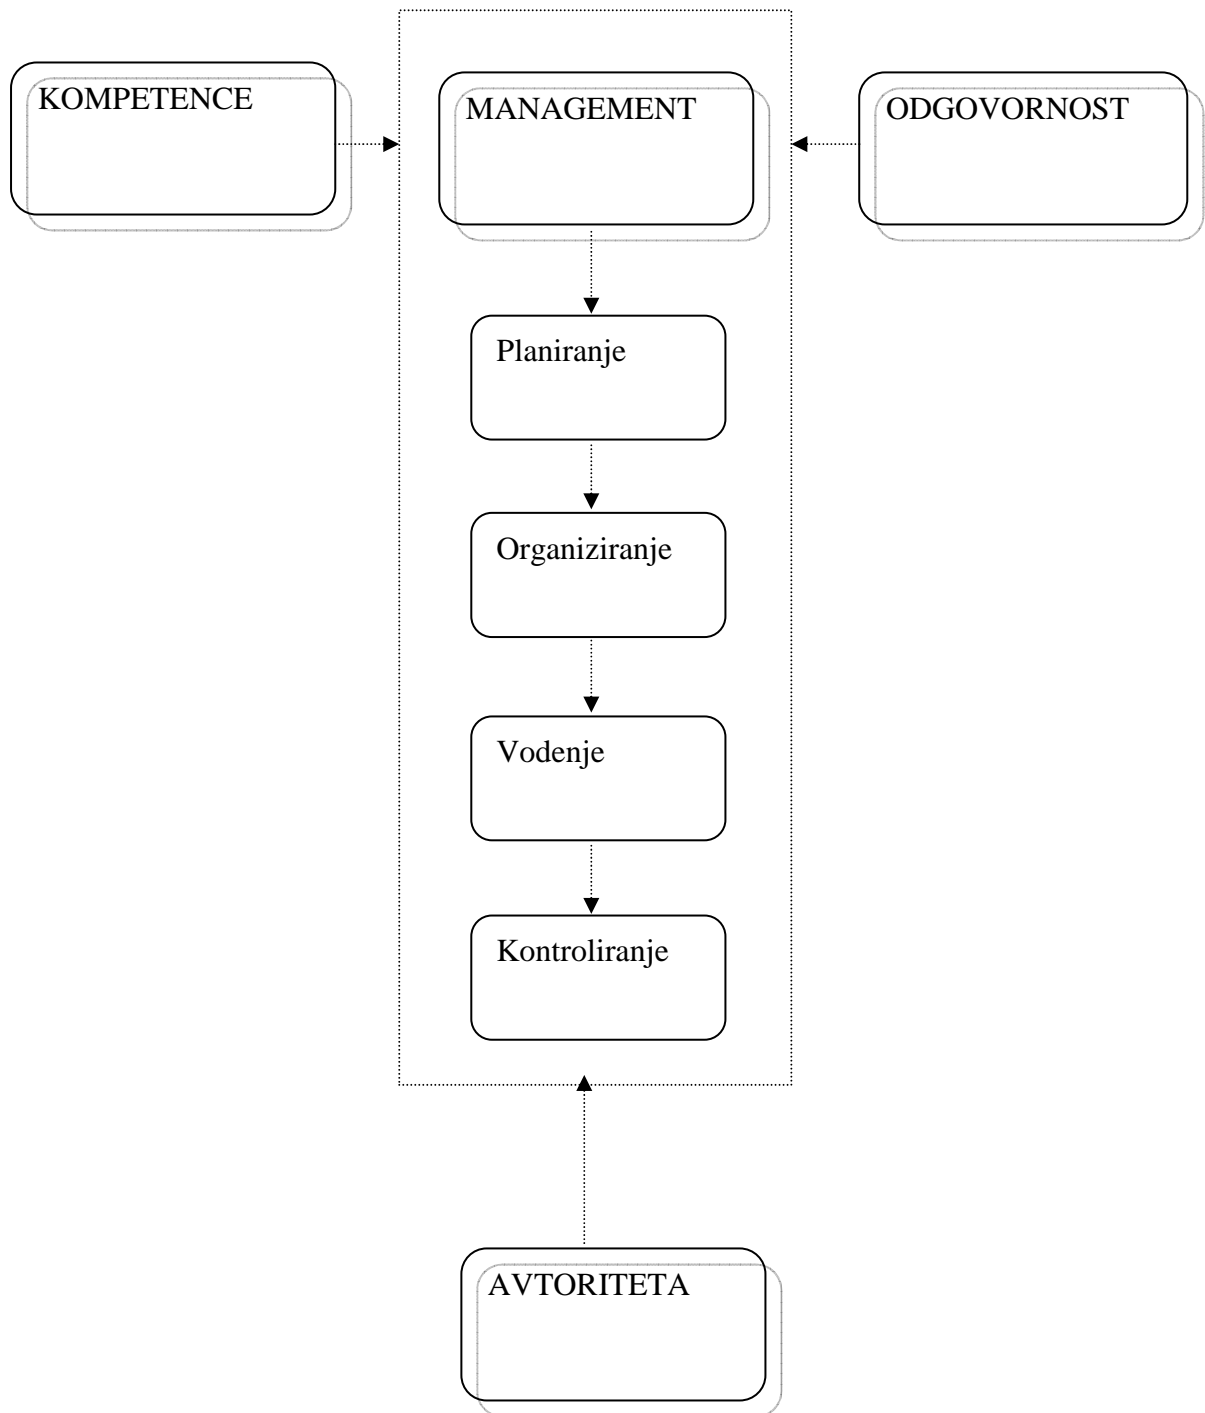 KOMPETENCE
MANAGEMENT
ODGOVORNOST
Planiranje
Organiziranje
Vodenje
Kontroliranje
AVTORITETA